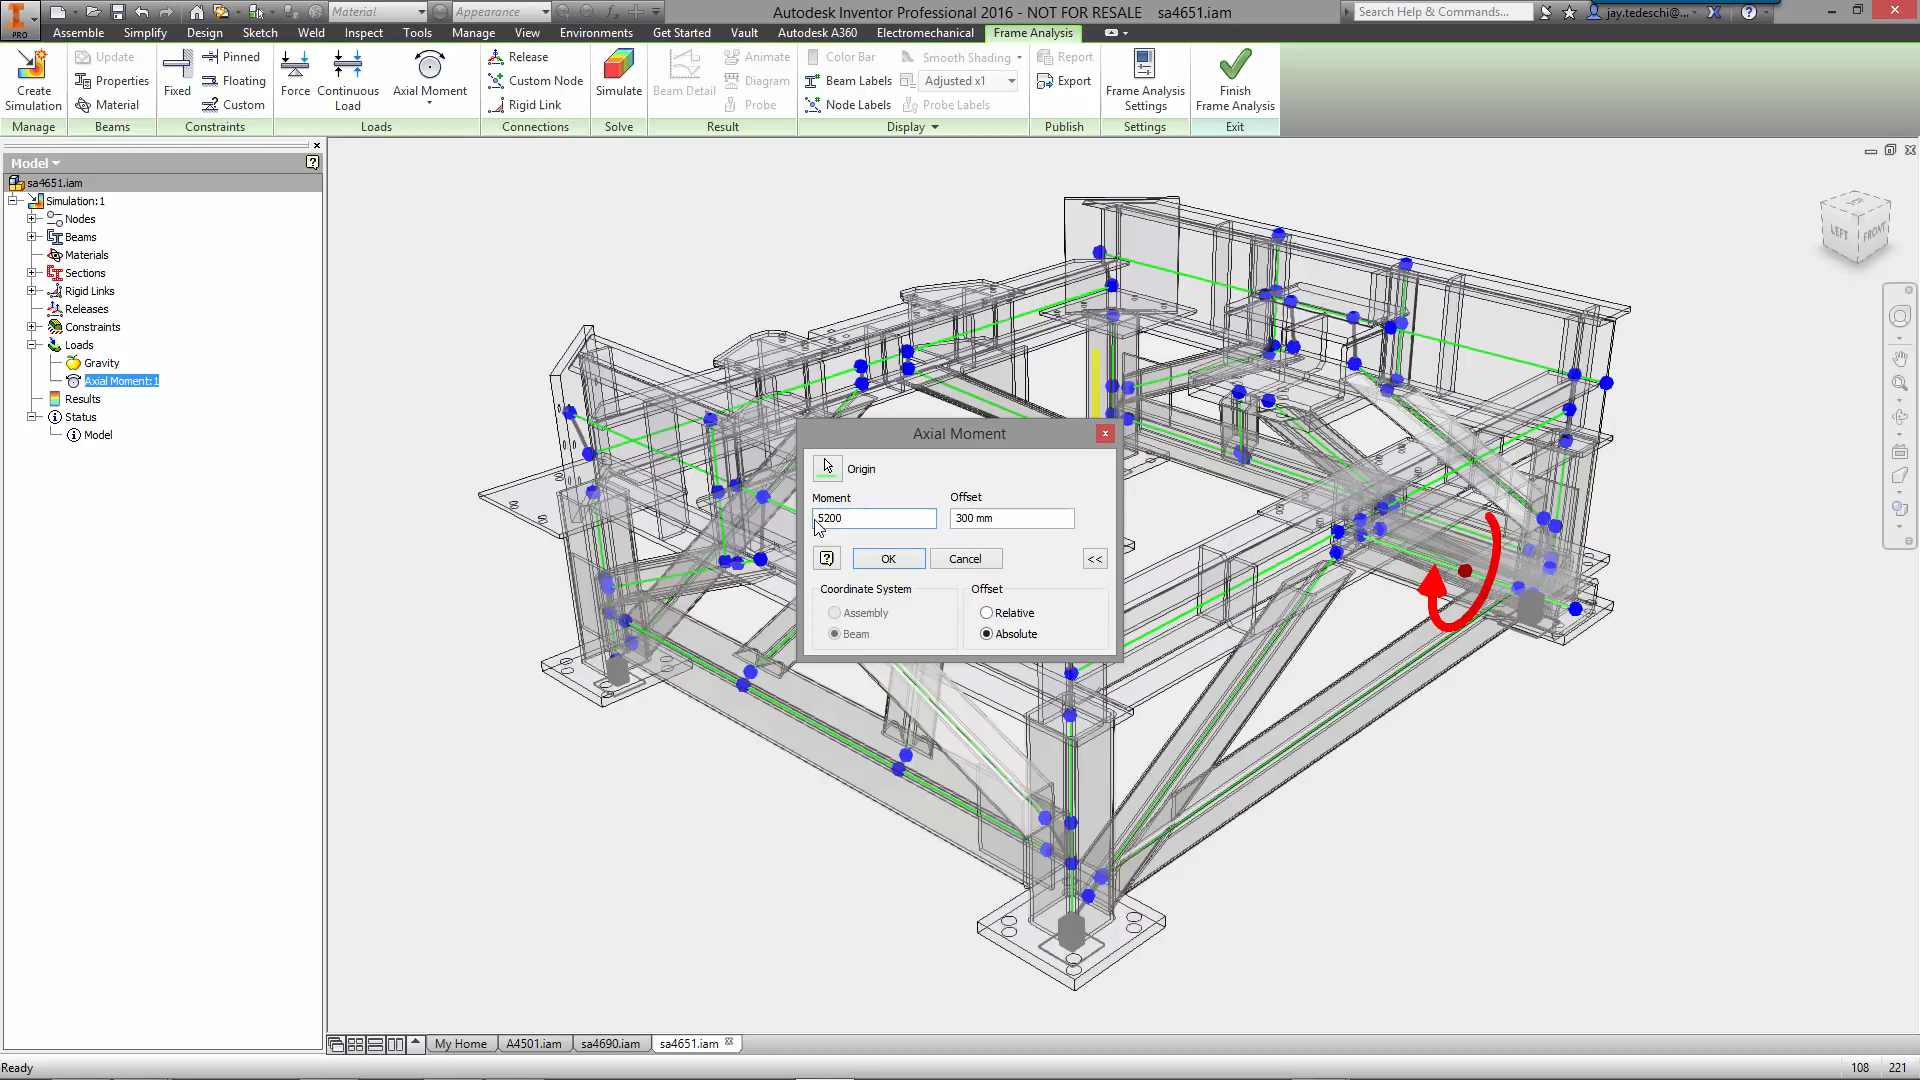 Autodesk Inventor Professional 2016 - NOT FOR RESALE sa4651.iam
Material
Appearance
Search Help & Commands...
jay.tedeschi@...
PRO
Assemble Simplify Design Sketch Weld Inspect Tools Manage View Environments Get Started Vault Autodesk A360 Electromechanical Frame Analysis
Create Simulation
Update
Properties
Material
Fixed
Pinned
Floating
Custom
Force
Continuous Load
Axial Moment
Release
Custom Node
Rigid Link
Simulate
Beam Detail
Animate
Diagram
Probe
Color Bar
Beam Labels
Node Labels
Smooth Shading
Adjusted x1
Probe Labels
Report
Export
Frame Analysis Settings
Finish Frame Analysis
Manage Beams Constraints Loads Connections Solve Result Display Publish Settings Exit
Model
sa4651.iam
Simulation:1
Nodes
Beams
Materials
Sections
Rigid Links
Releases
Constraints
Loads
Gravity
Axial Moment:1
Results
Status
Model
TOP
LEFT
FRONT
Axial Moment
Origin
Moment Offset
5200 300 mm
OK Cancel <<
Coordinate System Offset
Assembly Relative
Beam Absolute
My Home A4501.iam sa4690.iam sa4651.iam
Ready
108 221